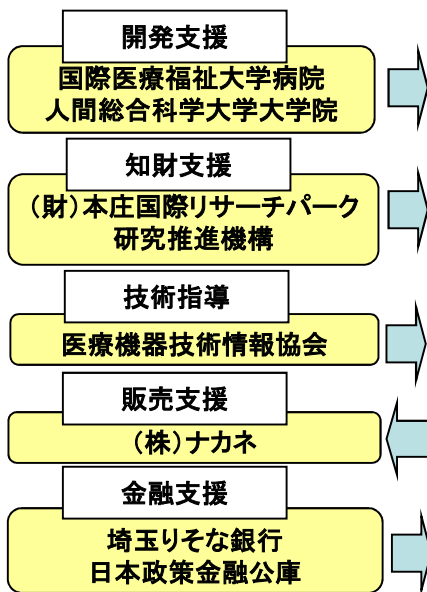 開発支援
国際医療福祉大学病院
人間総合科学大学大学院
知財支援
（財）本庄国際リサーチパーク
研究推進機構
技術指導
医療機器技術情報協会
販売支援
（株）ナカネ
金融支援
埼玉りそな銀行
日本政策金融公庫